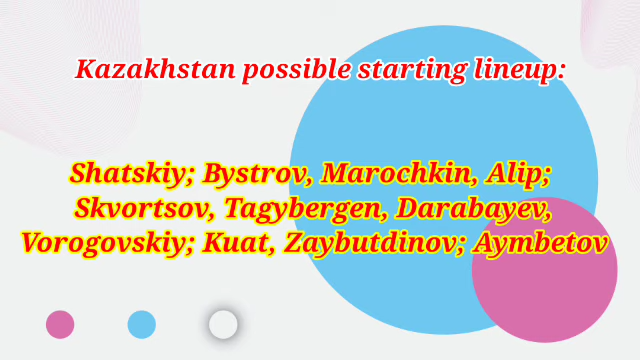 Kazakhstan possible starting lineup:
Shatskiy; Bystrov, Marochkin, Alip;
Skvortsov, Tagybergen, Darabayev,
Vorogovskiy; Kuat, Zaybutdinov; Aymbetov